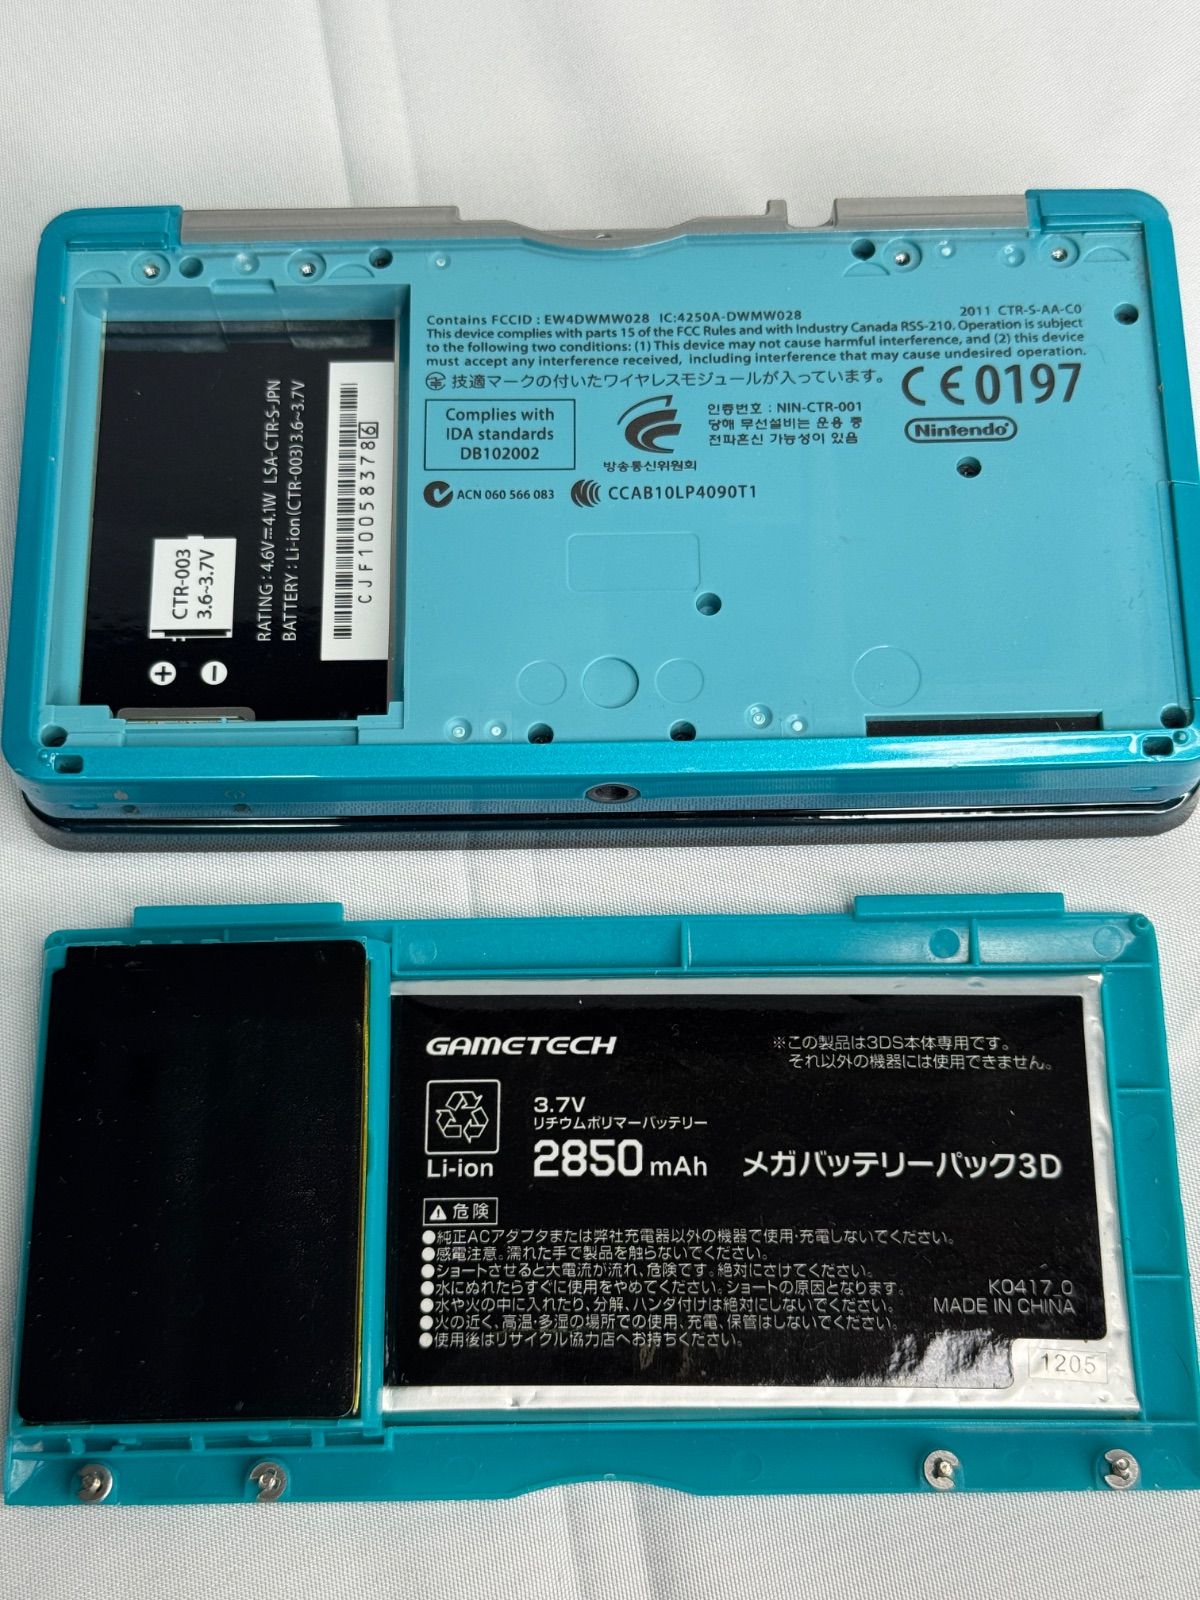 Contains FCCID : EW4DWMW028 IC:4250A-DWMW028
2011 CTR-S-AA-C0
This device complies with parts 15 of the FCC Rules and with Industry Canada RSS-210. Operation is subject
to the following two conditions: (1) This device may not cause harmful interference, and (2) this device
must accept any interference received, including interference that may cause undesired operation.
技適マークの付いたワイヤレスモジュールが入っています。
CE0197
Complies with
IDA standards
DB102002
방송통신위원회
인증번호 : NIN-CTR-001
당해 무선설비는 운용 중
전파혼신 가능성이 있음
Nintendo
ACN 060 566 083
CCAB10LP4090T1
CTR-003
3.6~3.7V
RATING : 4.6V⎓4.1W LSA-CTR-S-JPN
BATTERY : Li-ion(CTR-003)3.6~3.7V
CJF100583786
GAMETECH
※この製品は3DS本体専用です。
それ以外の機器には使用できません。
Li-ion
3.7V
リチウムポリマーバッテリー
2850 mAh
メガバッテリーパック3D
危険
●純正ACアダプタまたは弊社充電器以外の機器で使用・充電しないでください。
●感電注意。濡れた手で製品を触らないでください。
●ショートさせると大電流が流れ、危険です。絶対にさけてください。
●水にぬれたらすぐに使用をやめてください。ショートの原因となります。
●水や火の中に入れたり、分解、ハンダ付けは絶対にしないでください。
●火の近く、高温・多湿の場所での使用、充電、保管はしないでください。
●使用後はリサイクル協力店へお持ちください。
K0417_0
MADE IN CHINA
1205